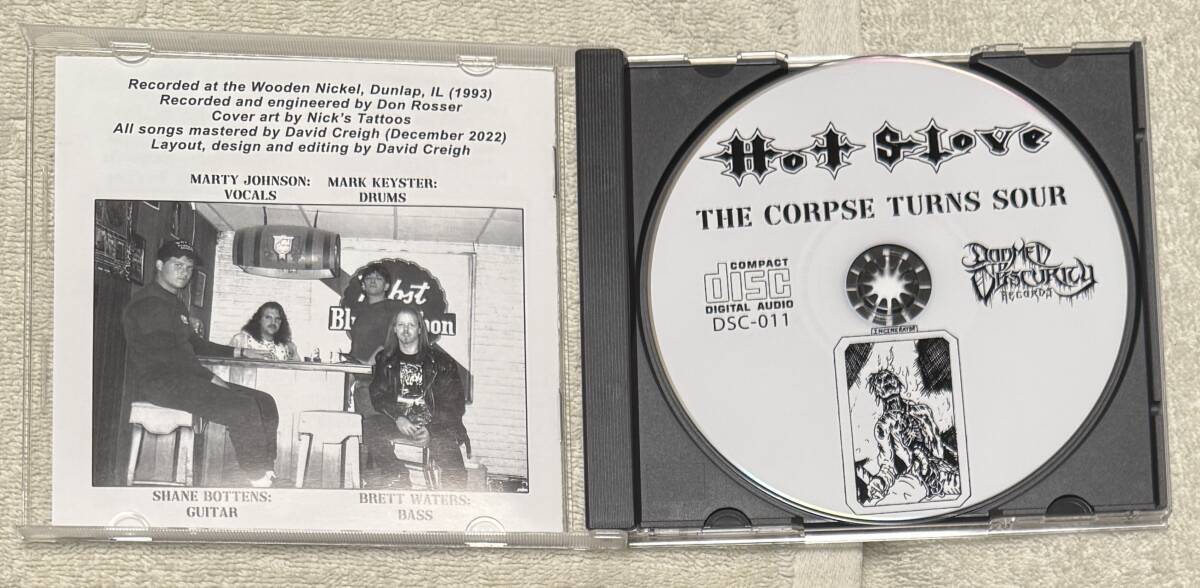 Recorded at the Wooden Nickel, Dunlap, IL (1993)
Recorded and engineered by Don Rosser
Cover art by Nick's Tattoos
All songs mastered by David Creigh (December 2022)
Layout, design and editing by David Creigh
MARTY JOHNSON:
VOCALS
MARK KEYSTER:
DRUMS
SHANE BOTTENS:
GUITAR
BRETT WATERS:
BASS
Hot Slove
THE CORPSE TURNS SOUR
COMPACT
disc
DIGITAL AUDIO
DSC-011
DOOMED
TO
OBSCURITY
RECORDS
INCINERATOR